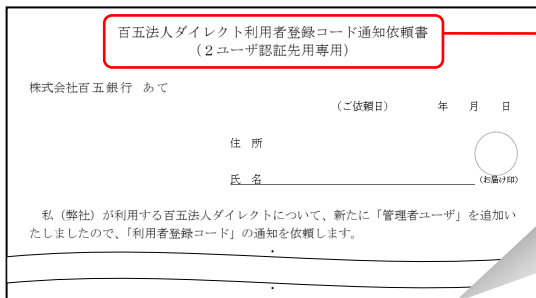 百五法人ダイレクト利用者登録コード通知依頼書
（２ユーザ認証先用専用）
株式会社百五銀行 あて
（ご依頼日） 年 月 日
住 所
氏 名
（お届け印）
私（弊社）が利用する百五法人ダイレクトについて、新たに「管理者ユーザ」を追加い
たしましたので、「利用者登録コード」の通知を依頼します。